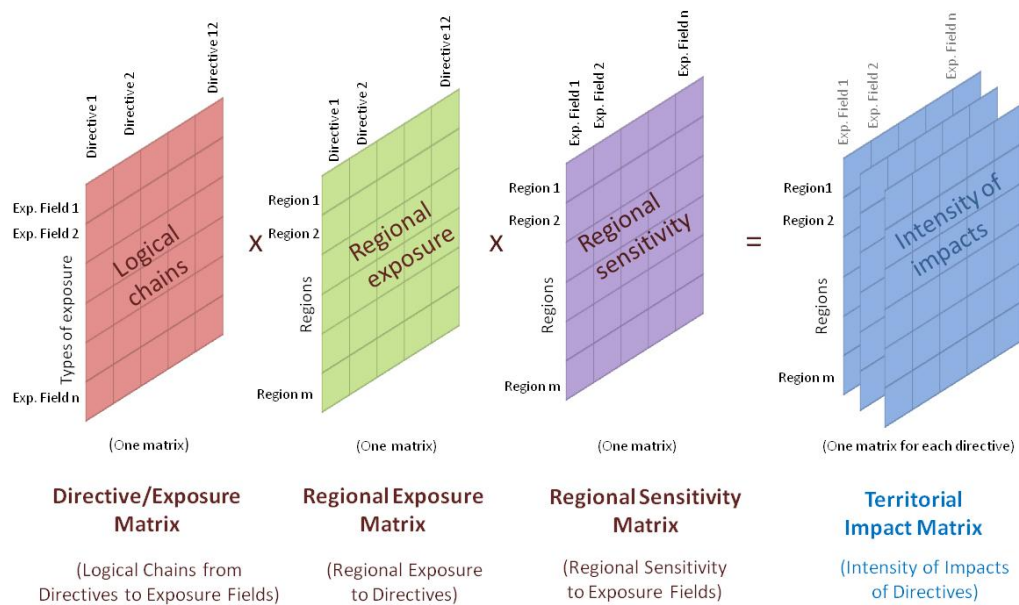 Directive 1
Directive 2
Directive 12
Exp. Field 1
Exp. Field 2
Types of exposure
Exp. Field n
Logical
chains
(One matrix)
Directive/Exposure
Matrix
(Logical Chains from
Directives to Exposure Fields)
x
Directive 1
Directive 2
Directive 12
Region 1
Region 2
Regions
Region m
Regional
exposure
(One matrix)
Regional Exposure
Matrix
(Regional Exposure
to Directives)
x
Exp. Field 1
Exp. Field 2
Exp. Field n
Region 1
Region 2
Regions
Region m
Regional
sensitivity
(One matrix)
Regional Sensitivity
Matrix
(Regional Sensitivity
to Exposure Fields)
=
Exp. Field 1
Exp. Field 2
Exp. Field n
Region1
Region 2
Regions
Region m
Intensity of
impacts
(One matrix for each directive)
Territorial
Impact Matrix
(Intensity of Impacts
of Directives)